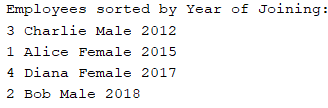 Employees sorted by Year of Joining:
3 Charlie Male 2012
1 Alice Female 2015
4 Diana Female 2017
2 Bob Male 2018